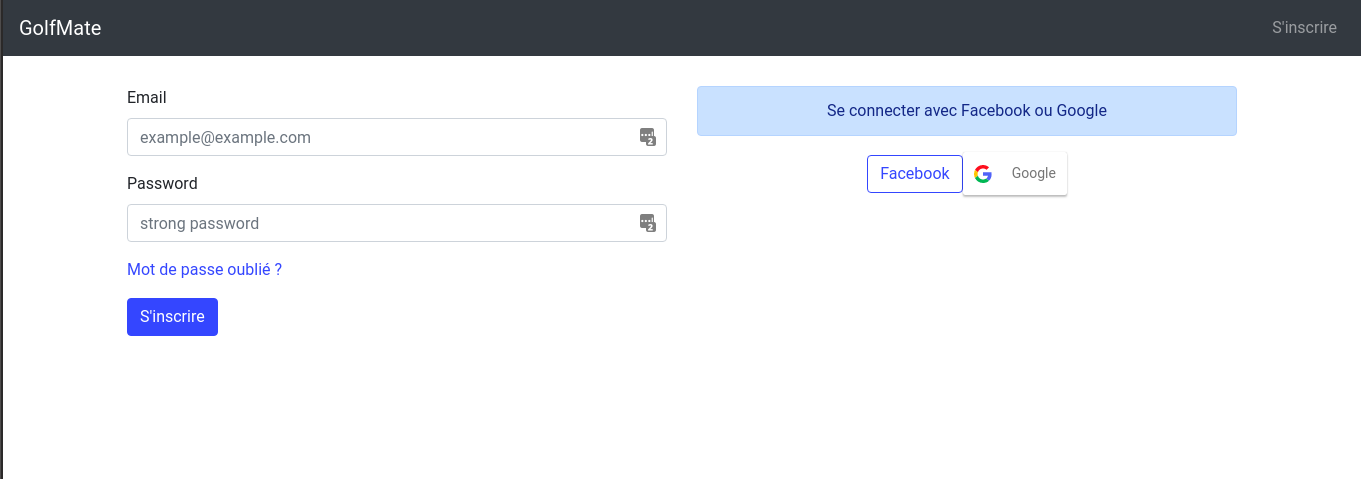 GolfMate
S'inscrire
Email
example@example.com
Password
strong password
Mot de passe oublié ?
S'inscrire
Se connecter avec Facebook ou Google
Facebook
Google